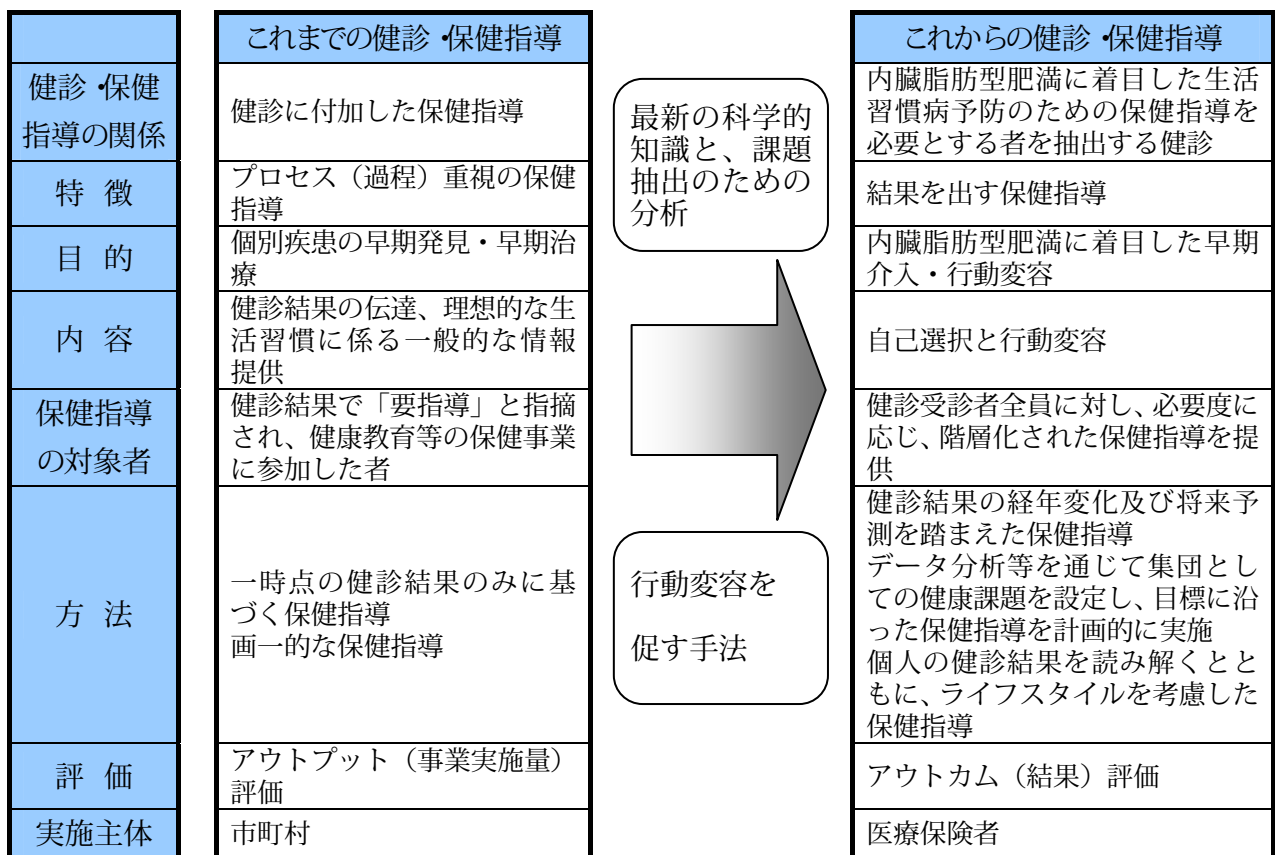 これまでの健診・保健指導
これからの健診・保健指導
健診・保健
指導の関係
健診に付加した保健指導
内臓脂肪型肥満に着目した生活
習慣病予防のための保健指導を
必要とする者を抽出する健診
特 徴
プロセス（過程）重視の保健
指導
結果を出す保健指導
目 的
個別疾患の早期発見・早期治
療
内臓脂肪型肥満に着目した早期
介入・行動変容
内 容
健診結果の伝達、理想的な生
活習慣に係る一般的な情報
提供
自己選択と行動変容
保健指導
の対象者
健診結果で「要指導」と指摘
され、健康教育等の保健事業
に参加した者
健診受診者全員に対し、必要度に
応じ、階層化された保健指導を提
供
方 法
一時点の健診結果のみに基
づく保健指導
画一的な保健指導
健診結果の経年変化及び将来予
測を踏まえた保健指導
データ分析等を通じて集団とし
ての健康課題を設定し、目標に沿
った保健指導を計画的に実施
個人の健診結果を読み解くとと
もに、ライフスタイルを考慮した
保健指導
評 価
アウトプット（事業実施量）
評価
アウトカム（結果）評価
実施主体
市町村
医療保険者
最新の科学的
知識と、課題
抽出のための
分析
行動変容を
促す手法